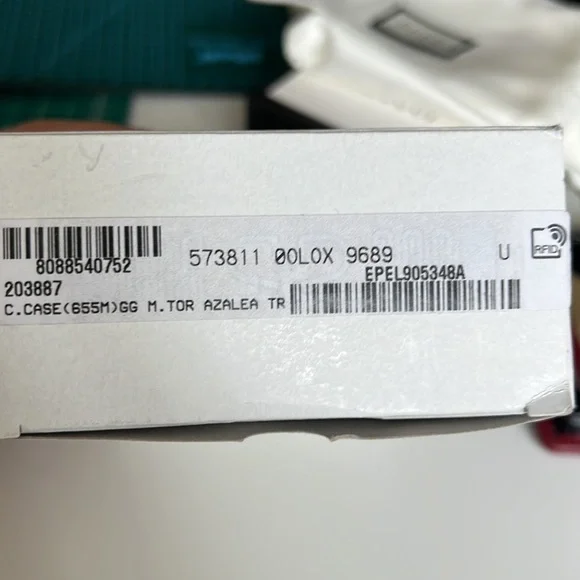 8088540752
573811 00L0X 9689
U
RFID
203887
EPEL905348A
C.CASE(655M)GG M.TOR AZALEA TR